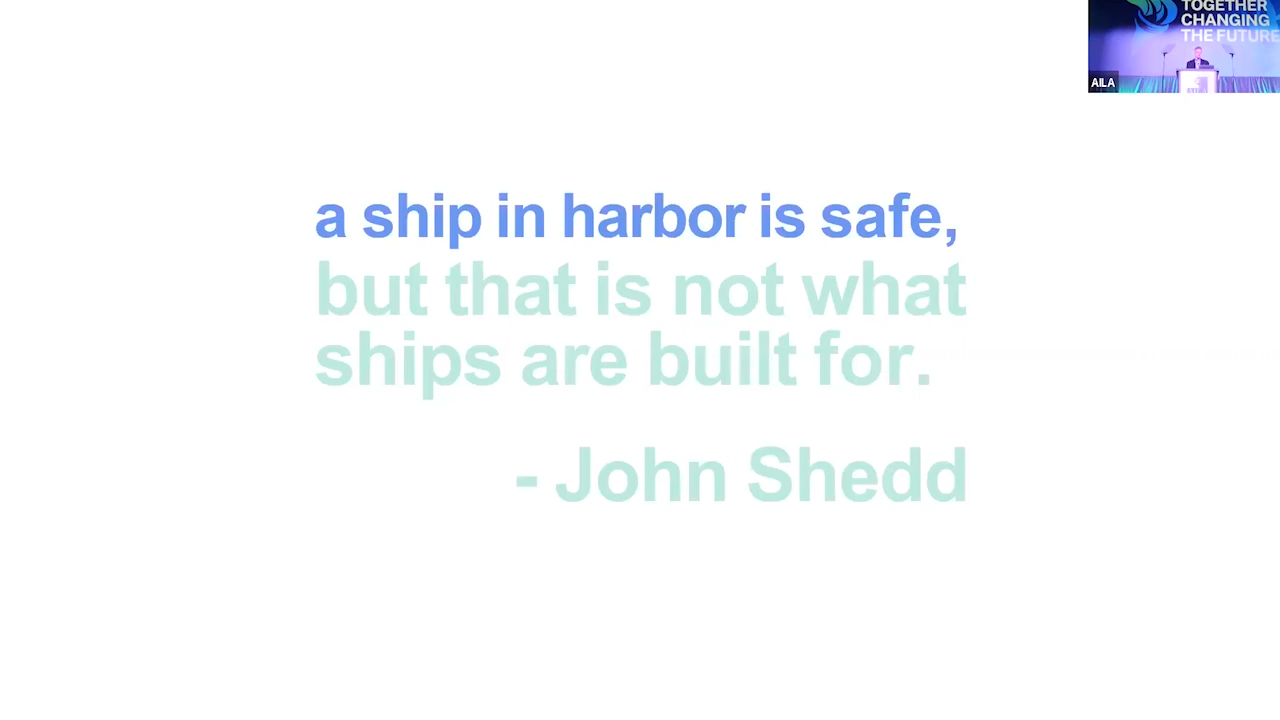 TOGETHER
CHANGING
THE FUTURE
AILA
a ship in harbor is safe,
but that is not what
ships are built for.
- John Shedd